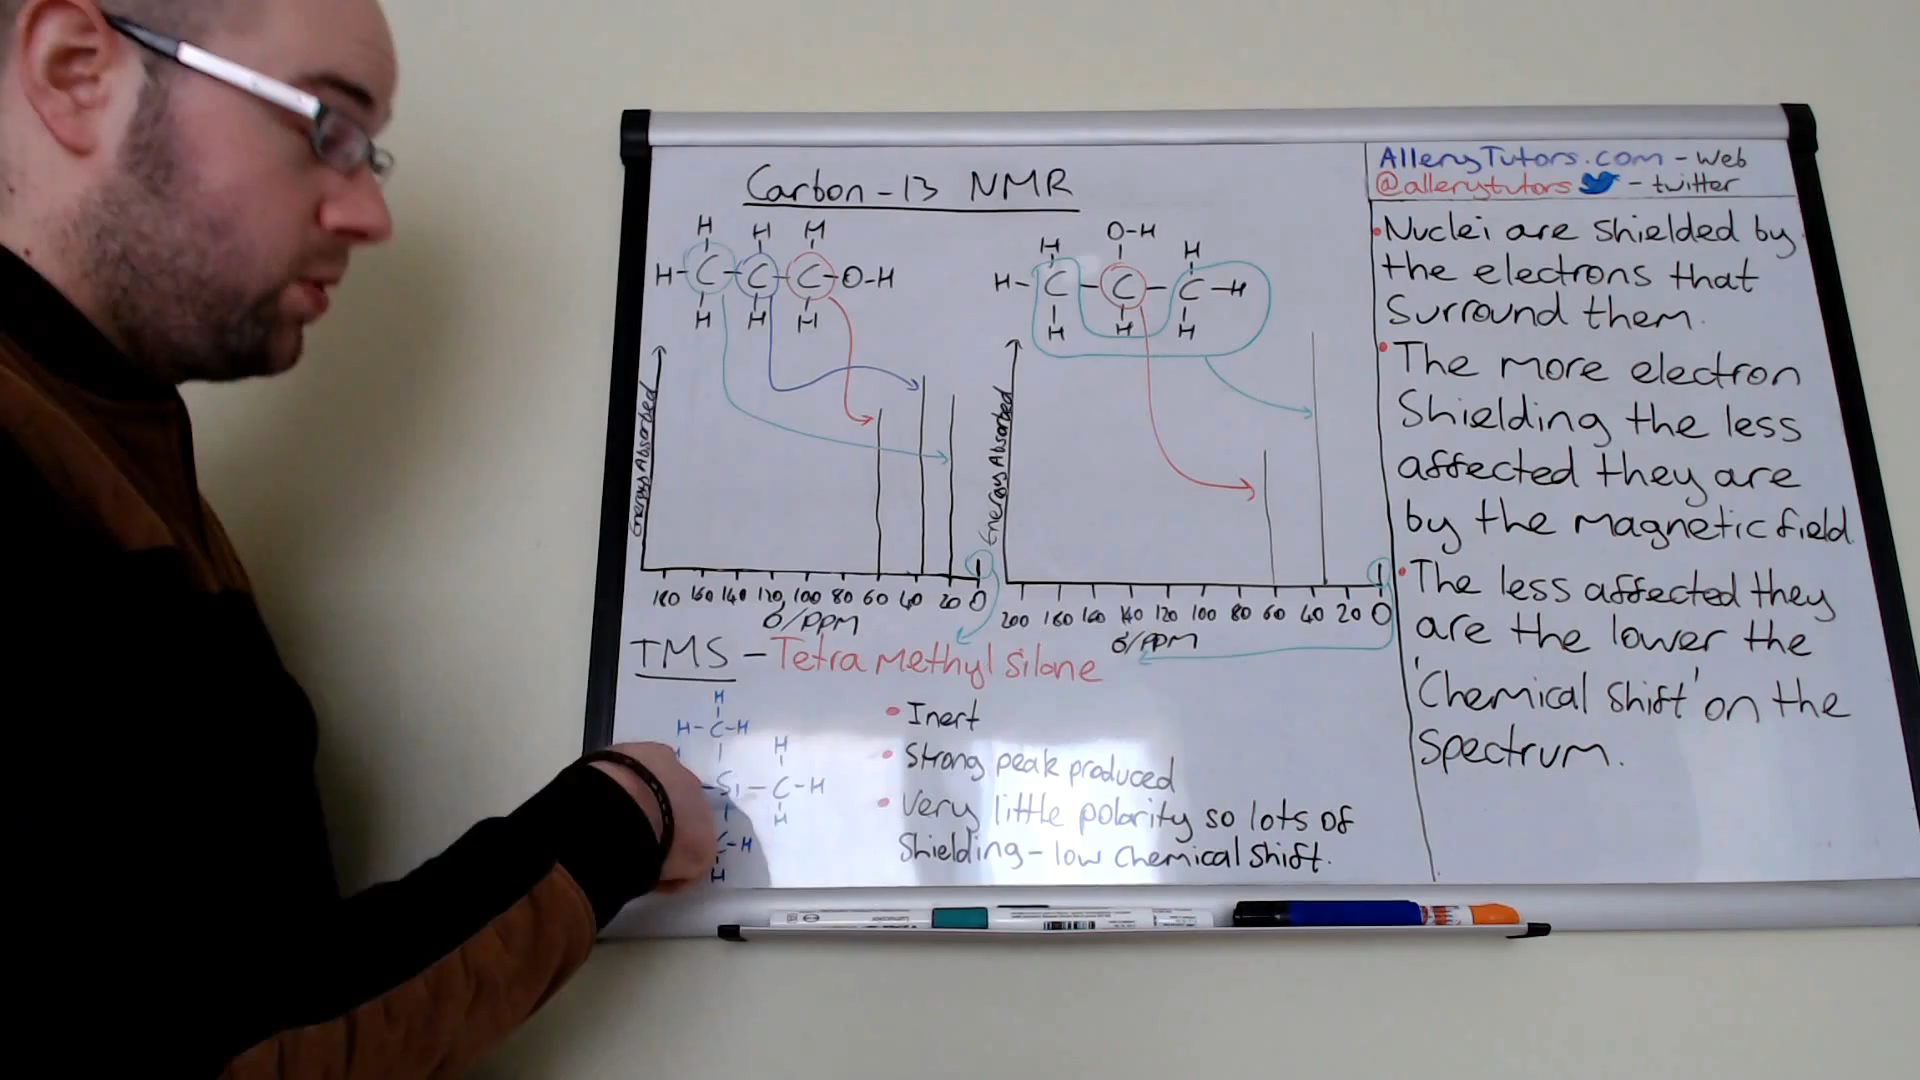 Carbon-13 NMR
H H H
H-C-C-C-O-H
H H H
Energy Absorbed
180 160 140 120 100 80 60 40 20 0
δ/PPM
O-H
H H
H-C-C-C-H
H H H
Energy Absorbed
200 180 160 140 120 100 80 60 40 20 0
δ/PPM
TMS - Tetra Methyl Silane
H
H-C-H
H H
Si-C-H
H
C-H
H
• Inert
• Strong peak produced
• Very little polarity so lots of
Shielding - low Chemical Shift.
AlleryTutors.com - Web
@allerytutors - twitter
• Nuclei are shielded by
the electrons that
Surround them.
• The more electron
Shielding the less
affected they are
by the magnetic field
• The less affected they
are the lower the
'Chemical Shift' on the
Spectrum.